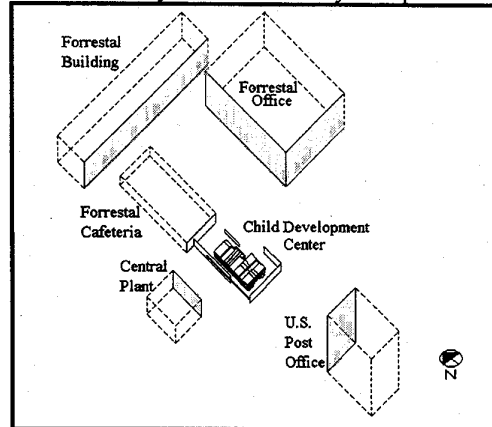 Forrestal
Building
Forrestal
Office
Forrestal
Cafeteria
Child Development
Center
Central
Plant
U.S.
Post
Office
N